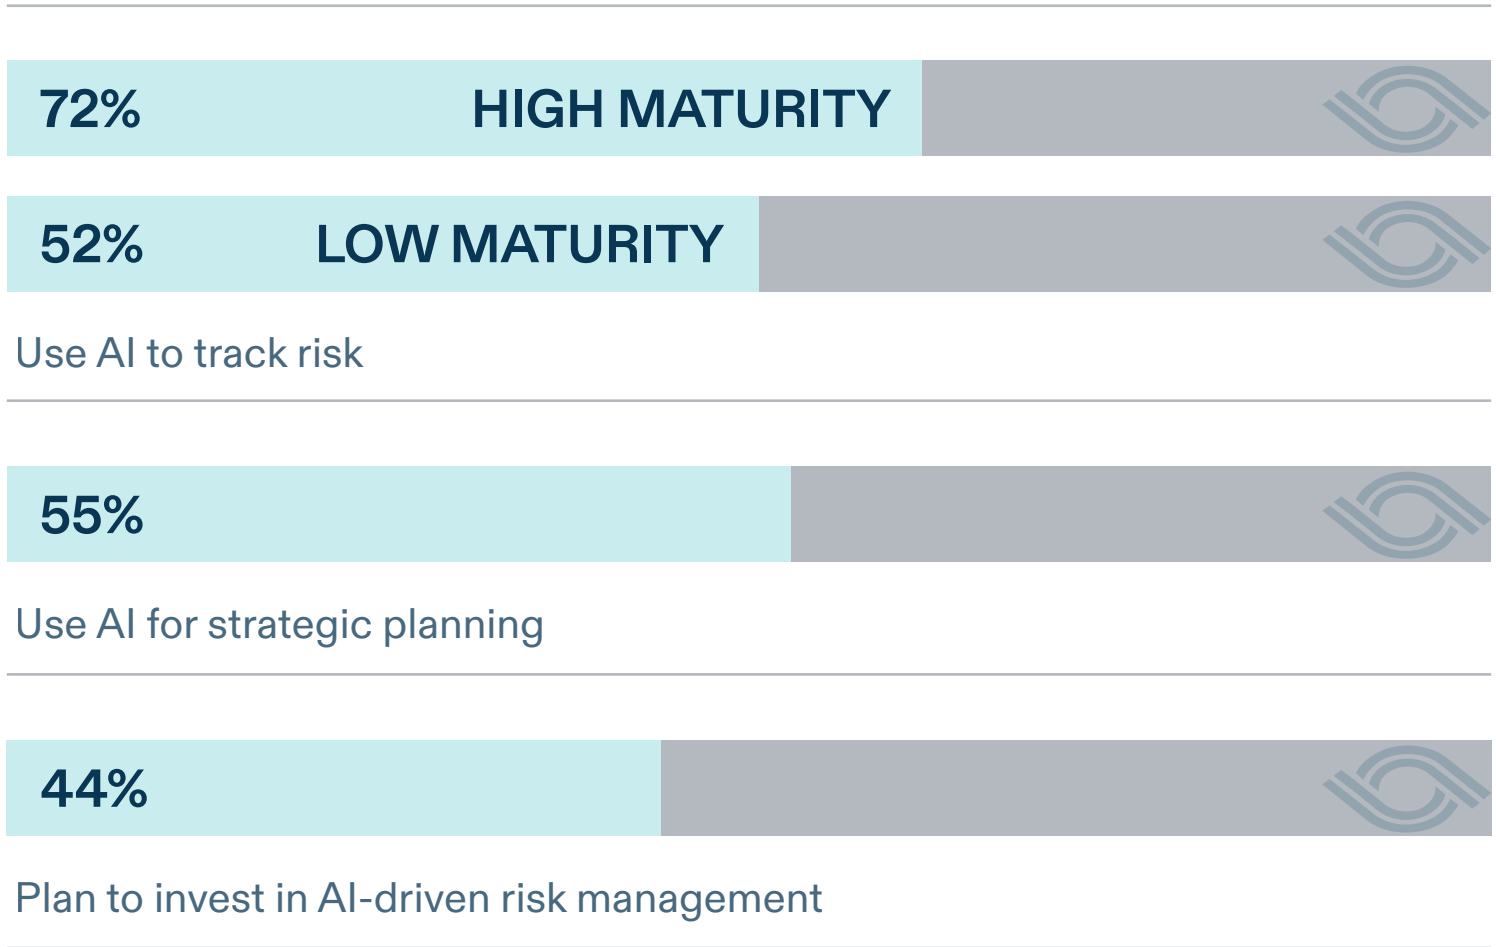 72% HIGH MATURITY
52% LOW MATURITY
Use AI to track risk
55%
Use AI for strategic planning
44%
Plan to invest in AI-driven risk management